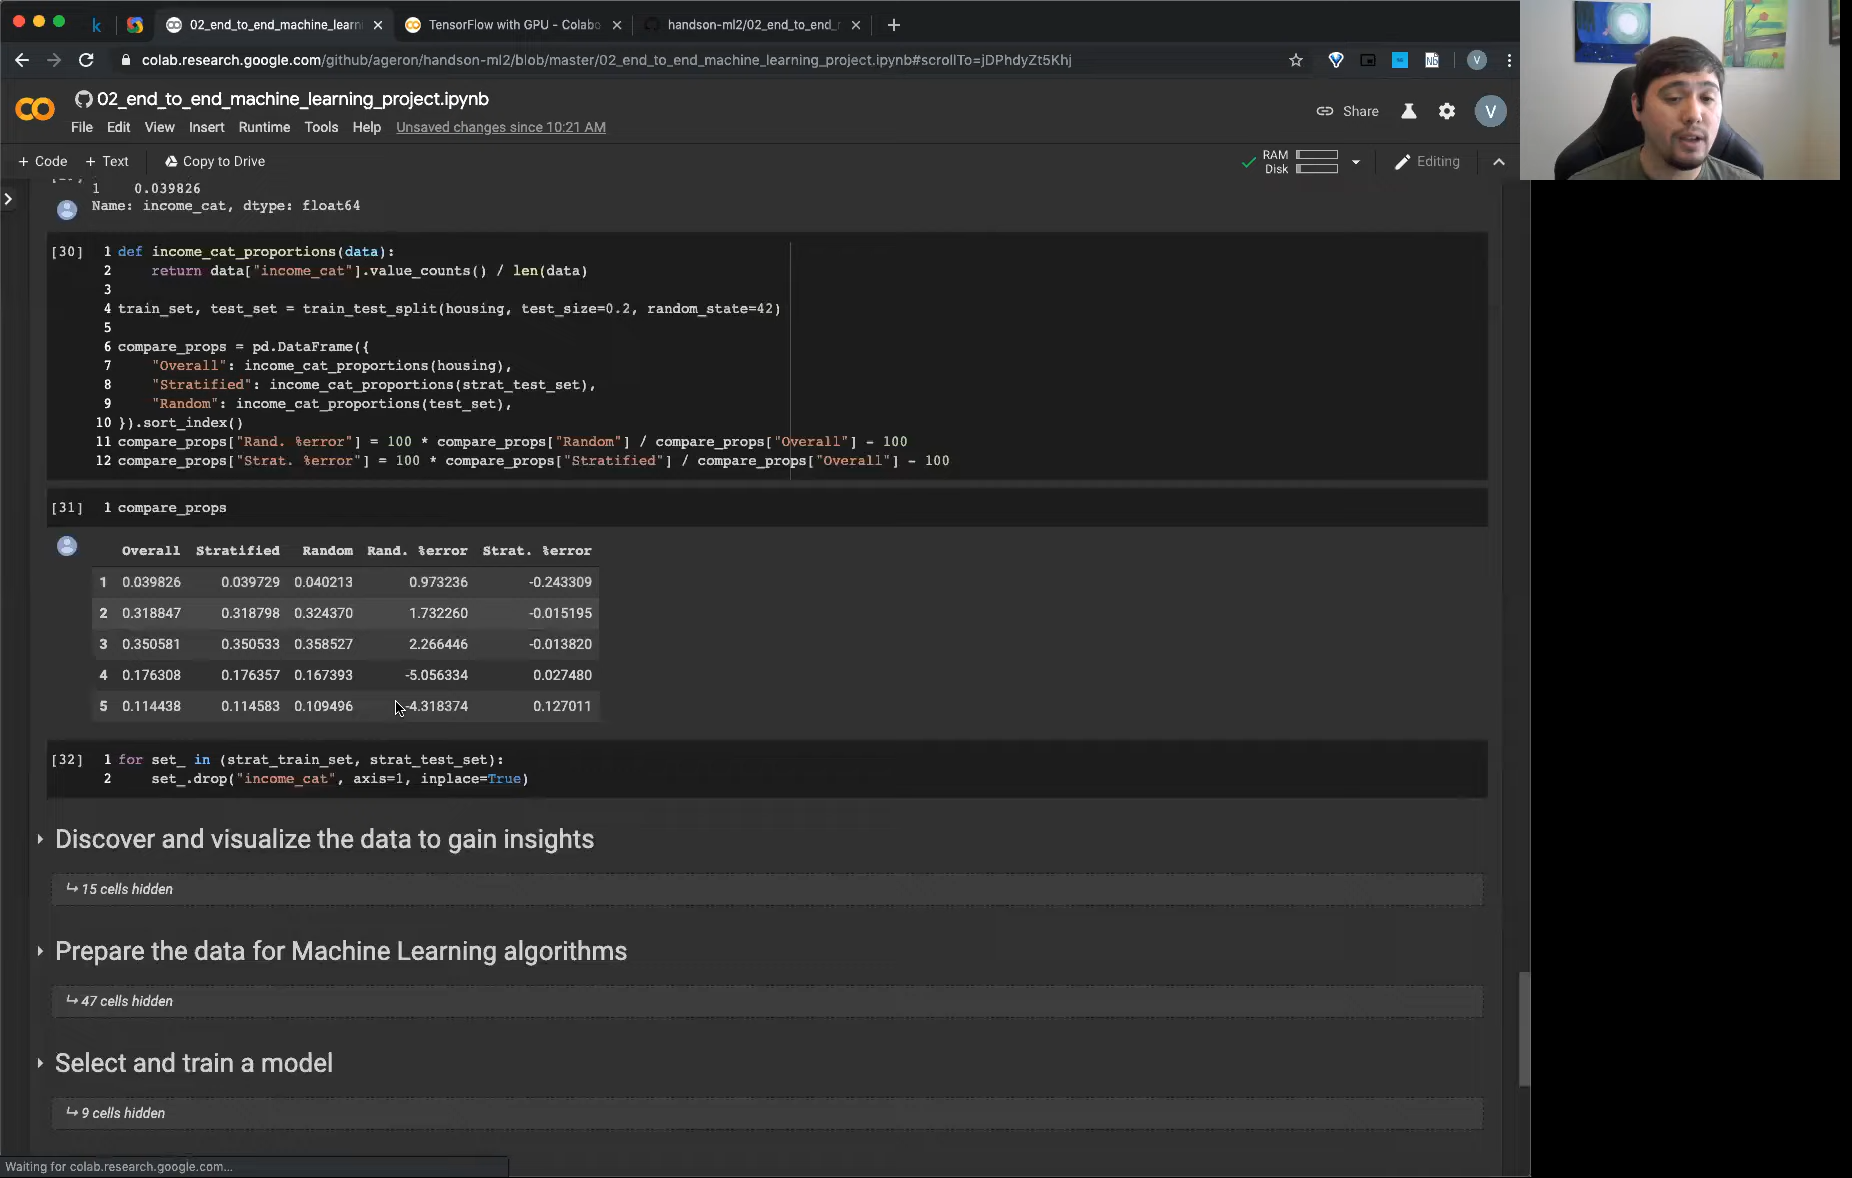 02_end_to_end_machine_learni
TensorFlow with GPU - Colabo
handson-ml2/02_end_to_end_
colab.research.google.com/github/ageron/handson-ml2/blob/master/02_end_to_end_machine_learning_project.ipynb#scrollTo=jDPhdyZt5Khj
V
02_end_to_end_machine_learning_project.ipynb
Share
V
File Edit View Insert Runtime Tools Help Unsaved changes since 10:21 AM
+ Code + Text Copy to Drive
RAM
Disk
Editing
1 0.039826
Name: income_cat, dtype: float64
[30] 1 def income_cat_proportions(data):
2 return data["income_cat"].value_counts() / len(data)
3
4 train_set, test_set = train_test_split(housing, test_size=0.2, random_state=42)
5
6 compare_props = pd.DataFrame({
7 "Overall": income_cat_proportions(housing),
8 "Stratified": income_cat_proportions(strat_test_set),
9 "Random": income_cat_proportions(test_set),
10 }).sort_index()
11 compare_props["Rand. %error"] = 100 * compare_props["Random"] / compare_props["Overall"] - 100
12 compare_props["Strat. %error"] = 100 * compare_props["Stratified"] / compare_props["Overall"] - 100
[31] 1 compare_props
Overall Stratified Random Rand. %error Strat. %error
1 0.039826 0.039729 0.040213 0.973236 -0.243309
2 0.318847 0.318798 0.324370 1.732260 -0.015195
3 0.350581 0.350533 0.358527 2.266446 -0.013820
4 0.176308 0.176357 0.167393 -5.056334 0.027480
5 0.114438 0.114583 0.109496 -4.318374 0.127011
[32] 1 for set_ in (strat_train_set, strat_test_set):
2 set_.drop("income_cat", axis=1, inplace=True)
Discover and visualize the data to gain insights
15 cells hidden
Prepare the data for Machine Learning algorithms
47 cells hidden
Select and train a model
9 cells hidden
Waiting for colab.research.google.com...